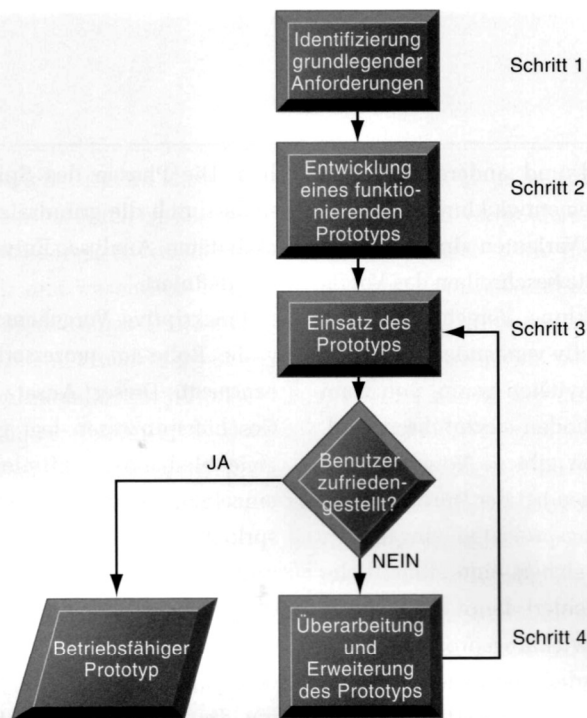 Identifizierung
grundlegender
Anforderungen
Schritt 1
Entwicklung
eines funktio-
nierenden
Prototyps
Schritt 2
Einsatz des
Prototyps
Schritt 3
Benutzer
zufrieden-
gestellt?
JA
NEIN
Betriebsfähiger
Prototyp
Überarbeitung
und
Erweiterung
des Prototyps
Schritt 4